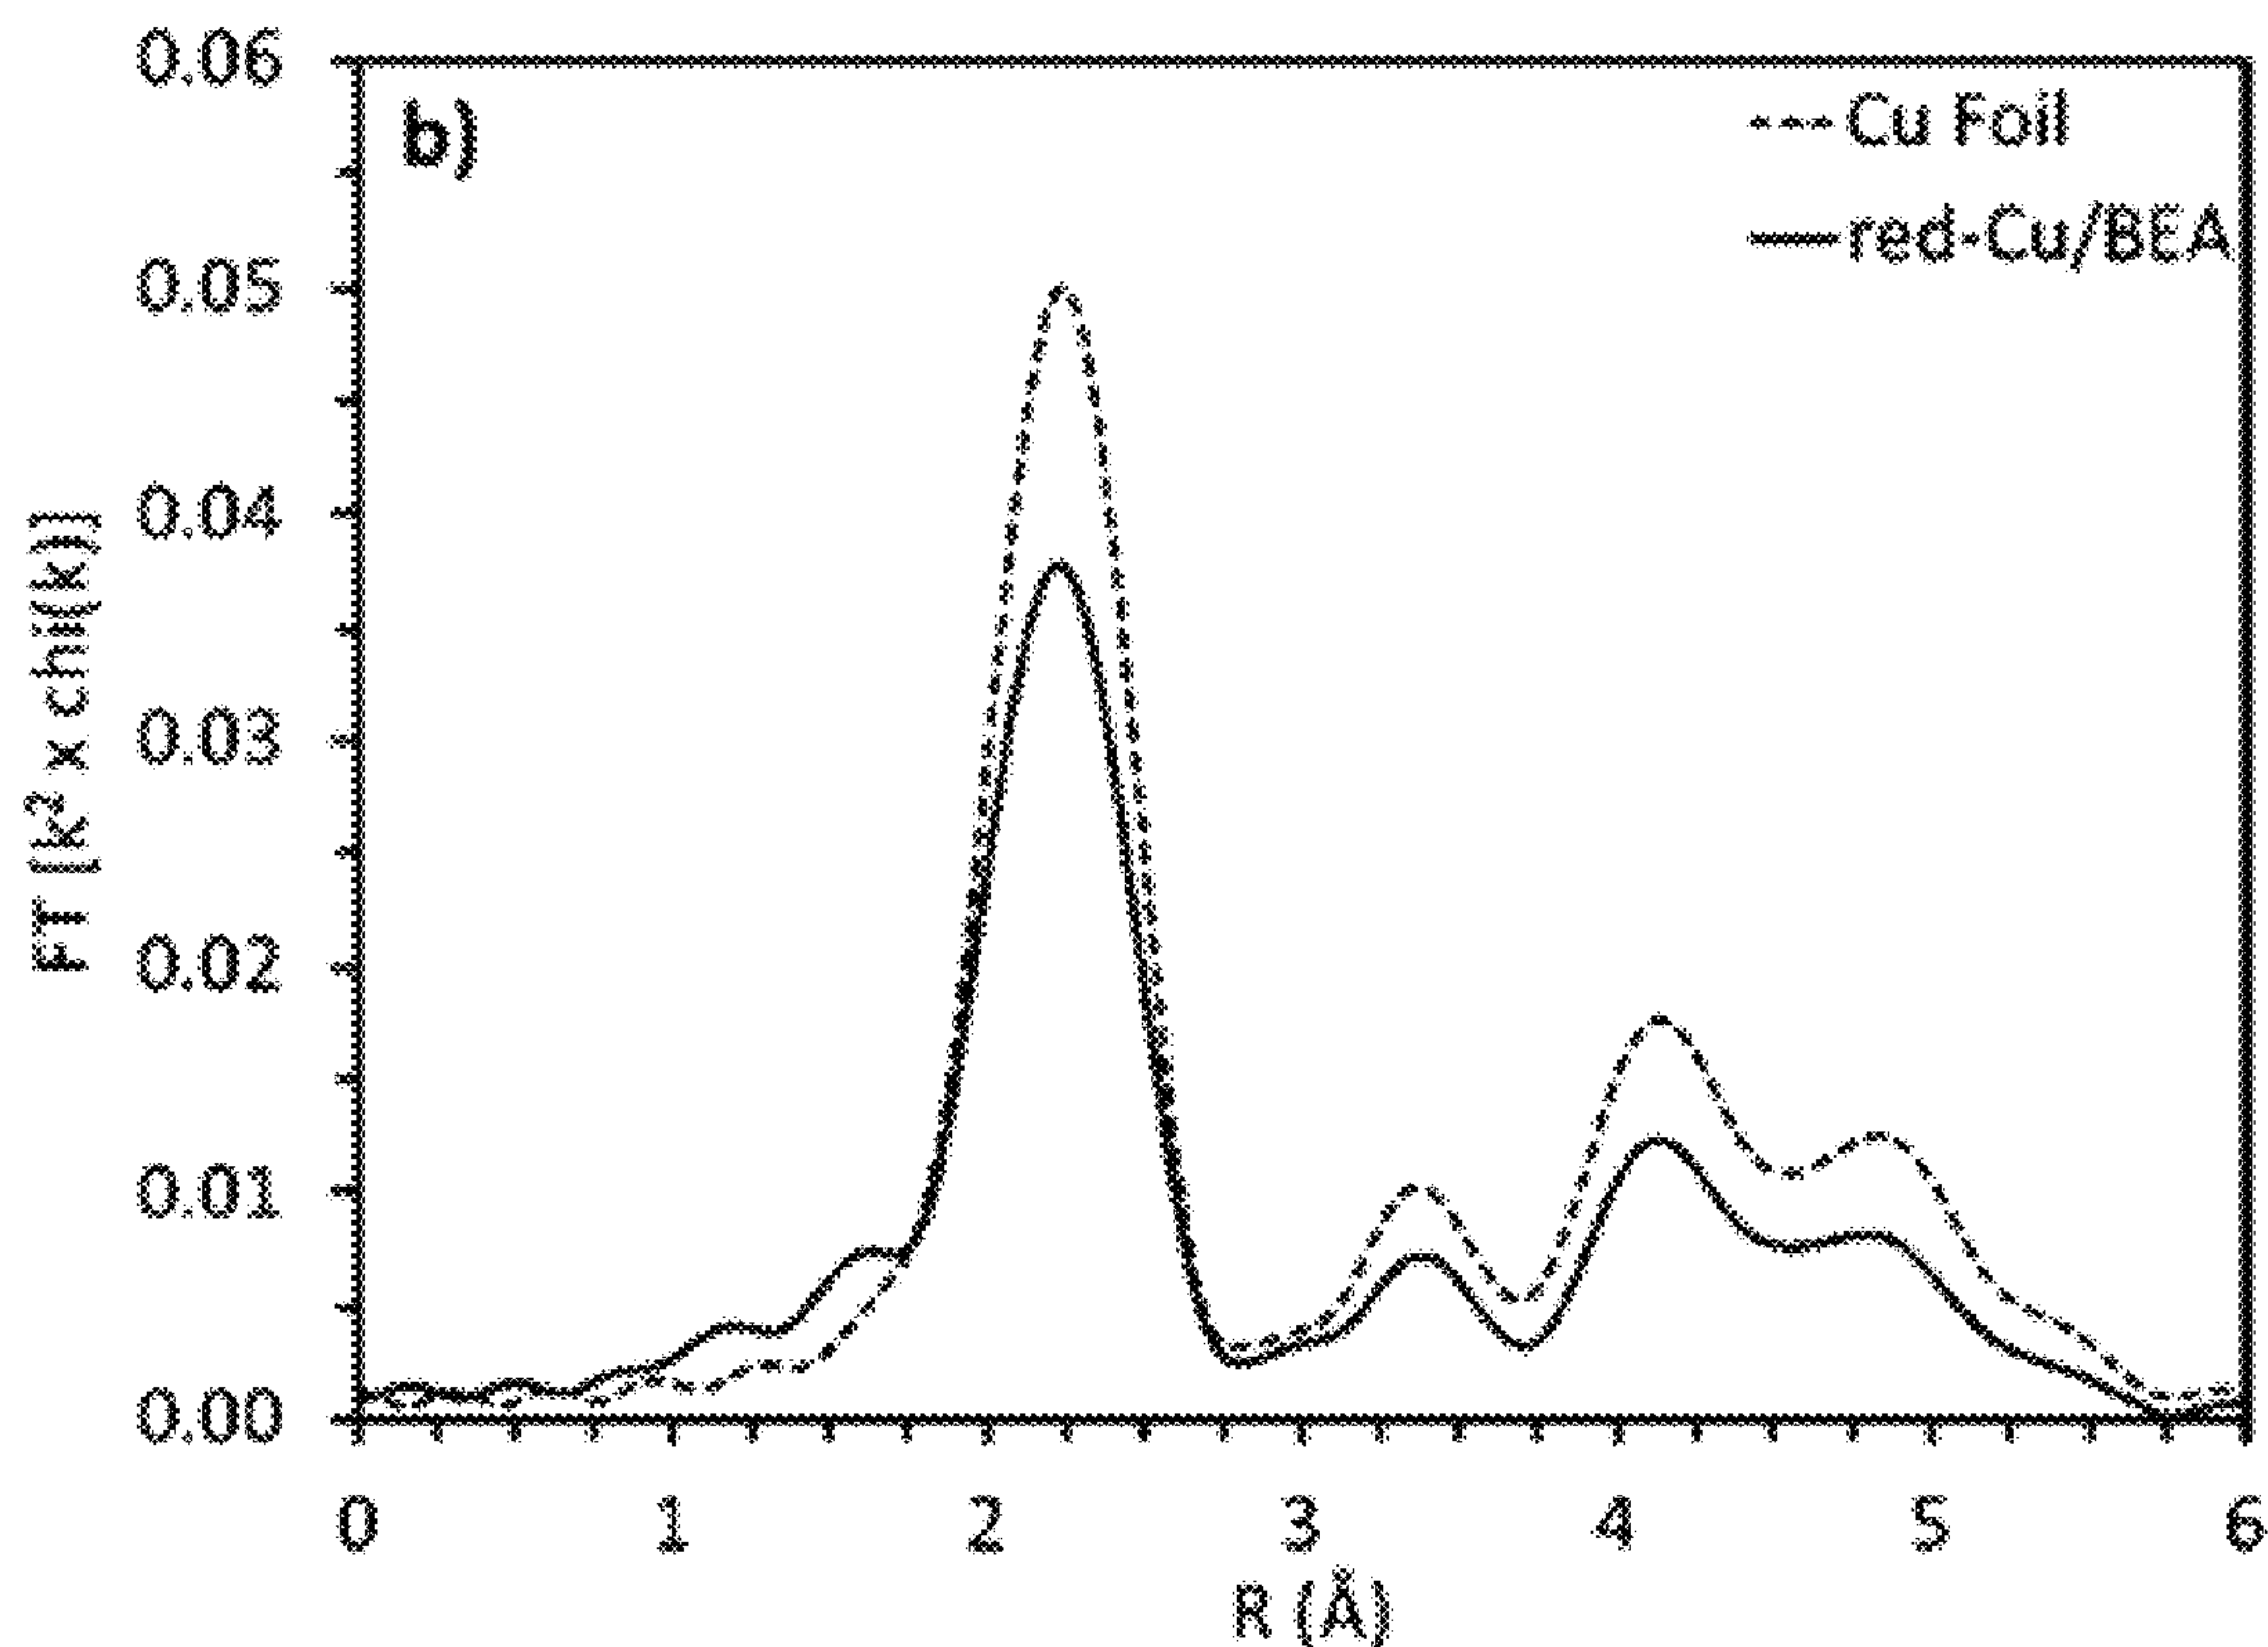 0.06
b)
Cu Foil
red-Cu/BEA
0.05
0.04
0.03
0.02
0.01
0.00
FT [k² x chi(k)]
0 1 2 3 4 5 6
R (Å)